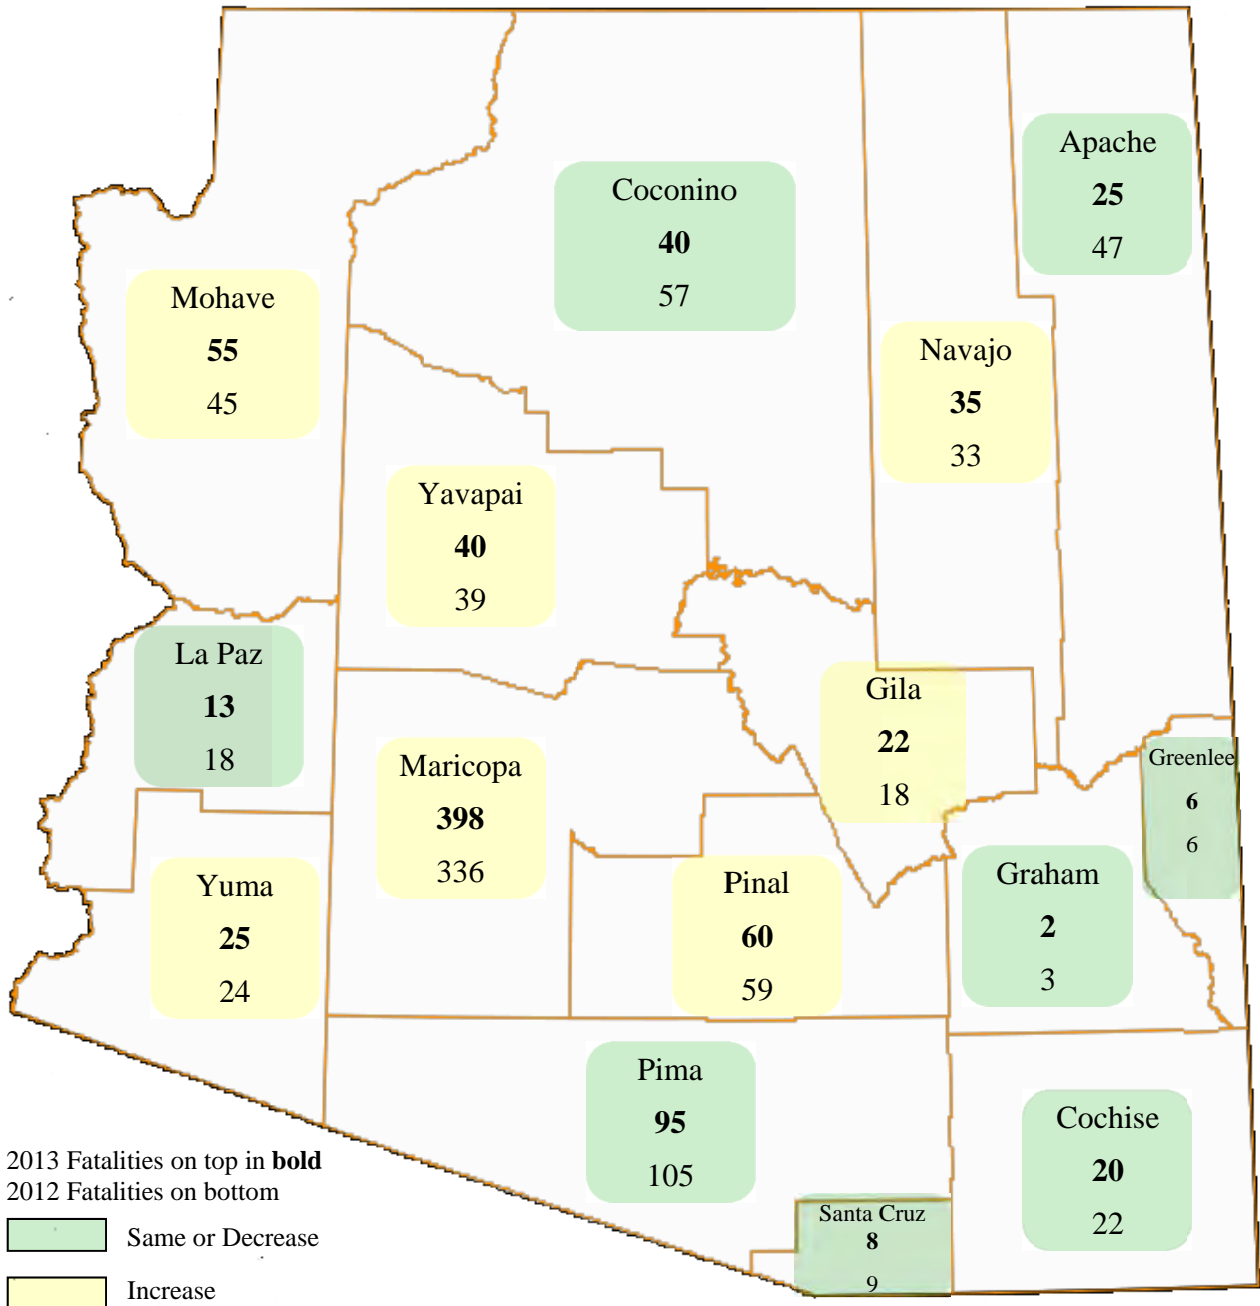 Apache
25
47
Coconino
40
57
Mohave
55
45
Navajo
35
33
Yavapai
40
39
La Paz
13
18
Gila
22
18
Maricopa
398
336
Greenlee
6
6
Yuma
25
24
Pinal
60
59
Graham
2
3
Pima
95
105
Cochise
20
22
Santa Cruz
8
9
2013 Fatalities on top in bold
2012 Fatalities on bottom
Same or Decrease
Increase